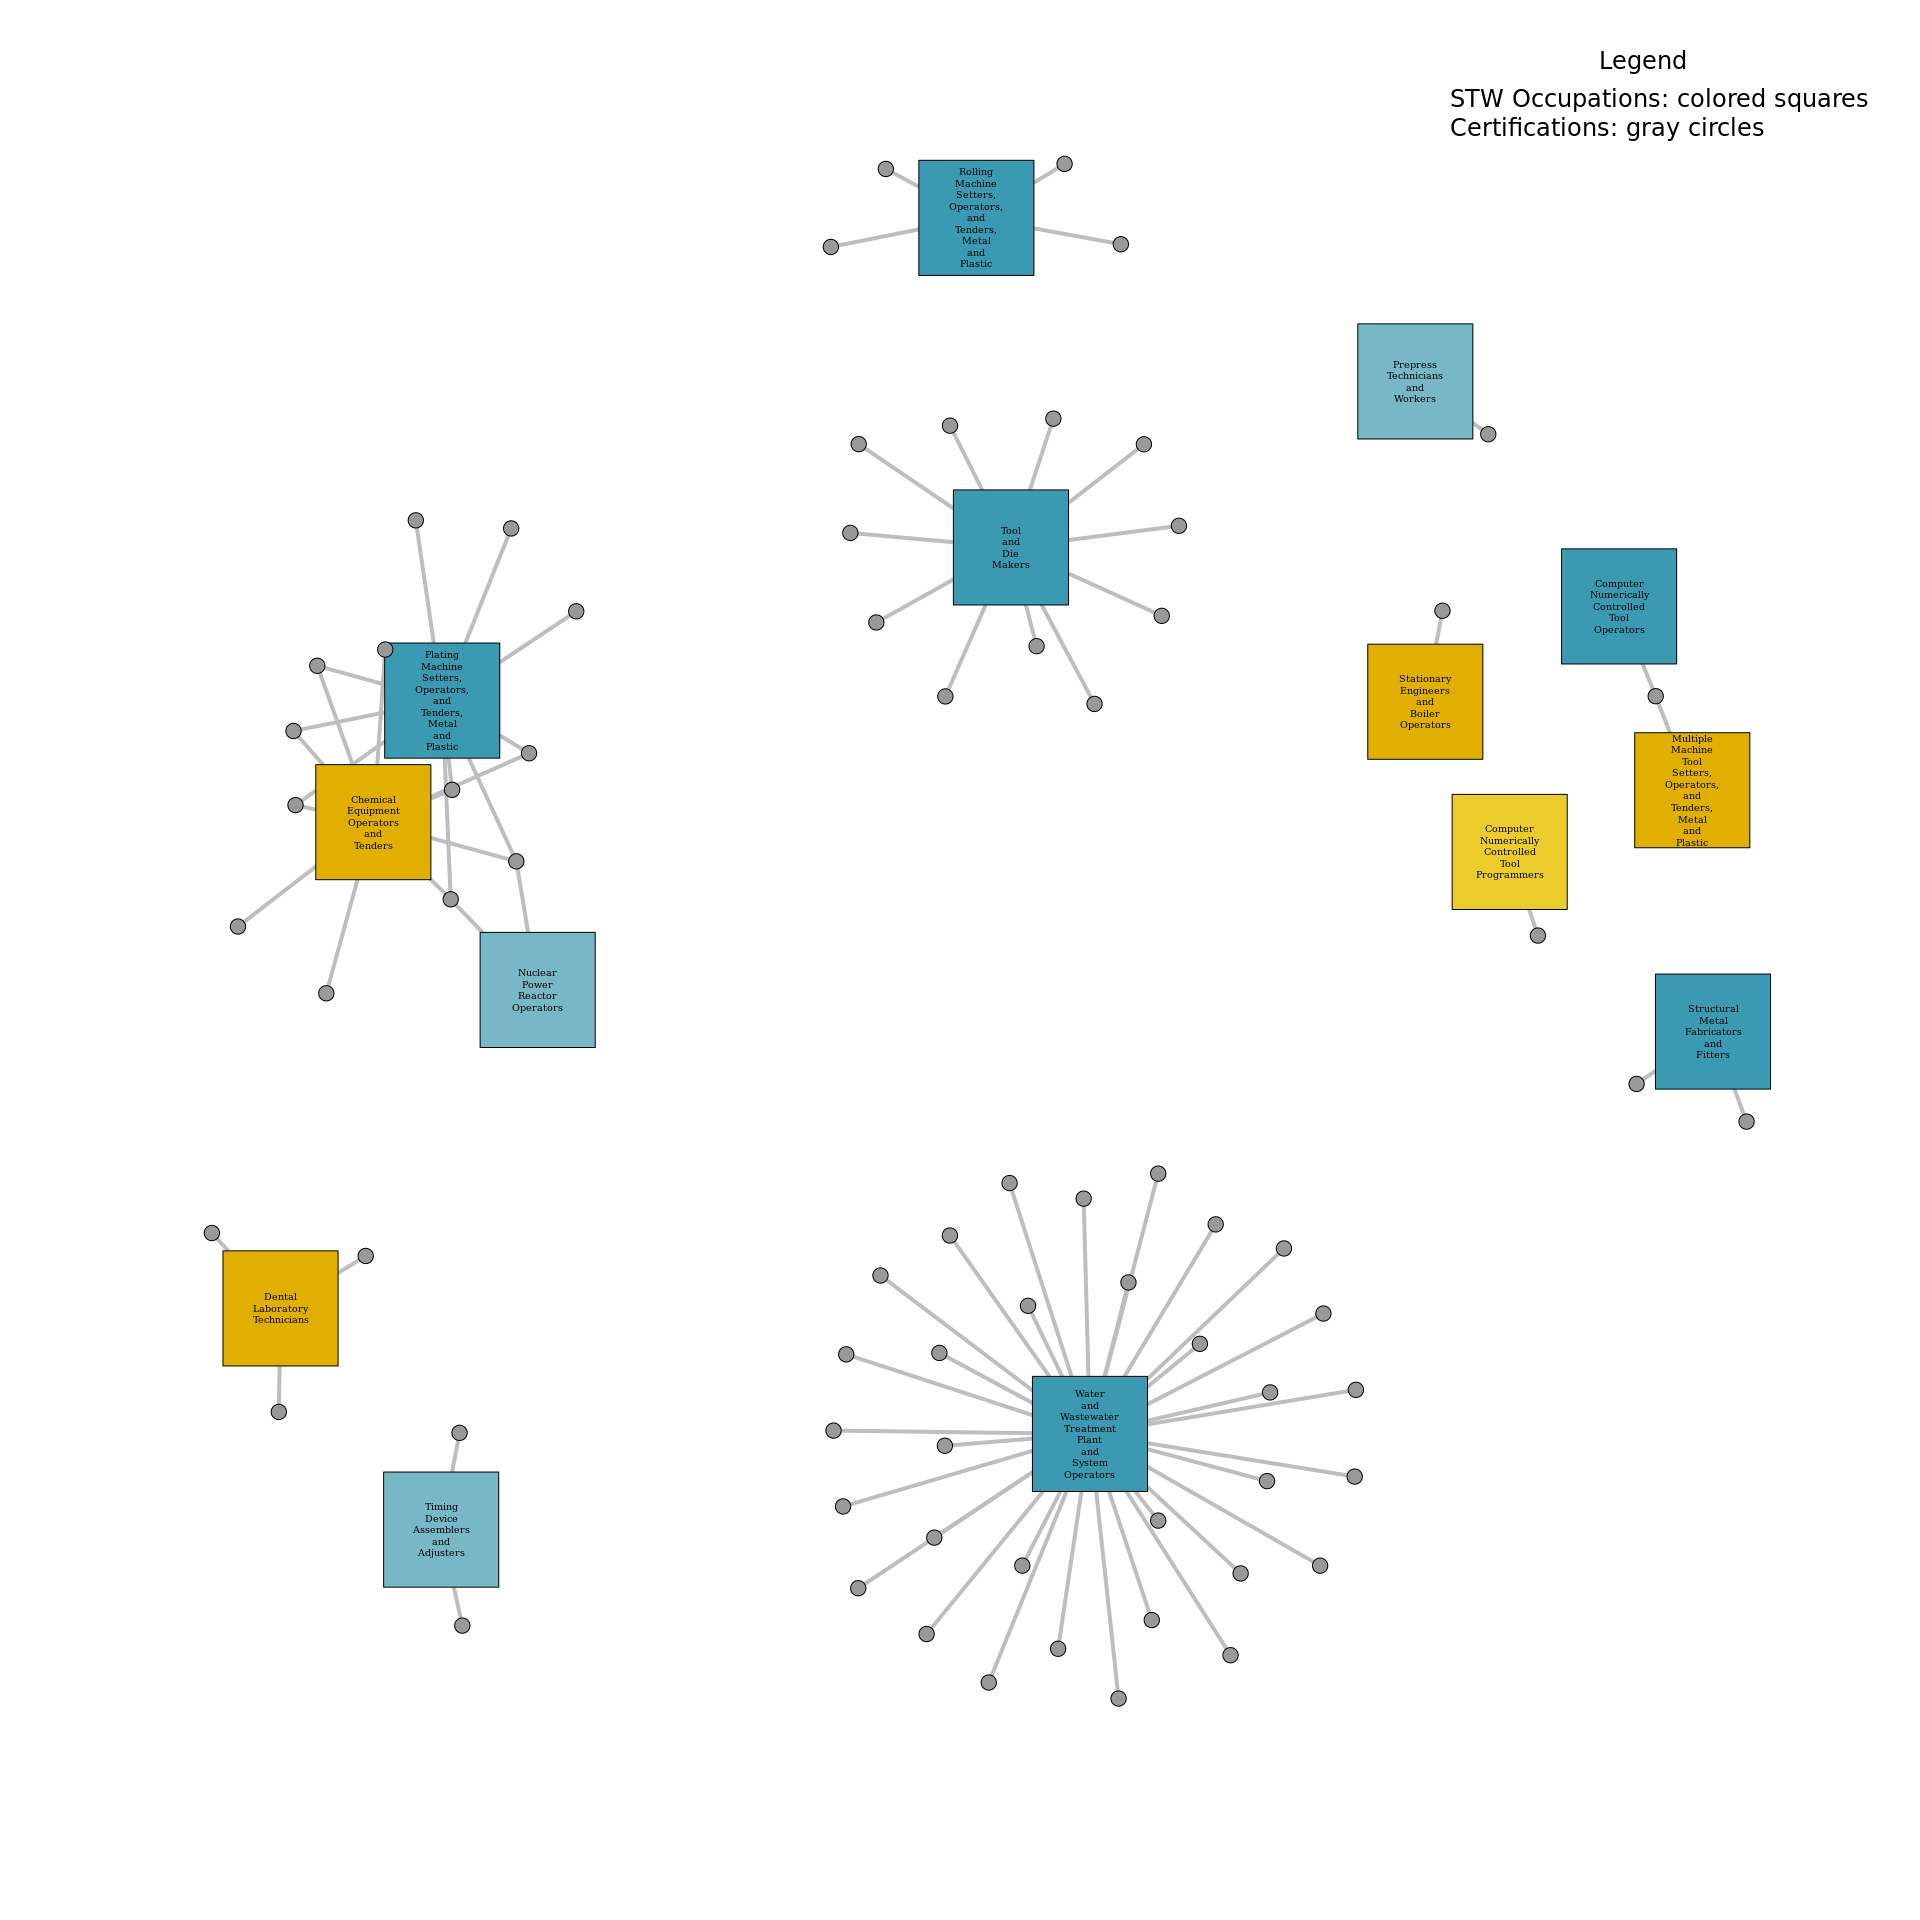 Legend
STW Occupations: colored squares
Certifications: gray circles
Rolling
Machine
Setters,
Operators,
and
Tenders,
Metal
and
Plastic
Prepress
Technicians
and
Workers
Tool
and
Die
Makers
Computer
Numerically
Controlled
Tool
Operators
Plating
Machine
Setters,
Operators,
and
Tenders,
Metal
and
Plastic
Stationary
Engineers
and
Boiler
Operators
Multiple
Machine
Tool
Setters,
Operators,
and
Tenders,
Metal
and
Plastic
Chemical
Equipment
Operators
and
Tenders
Computer
Numerically
Controlled
Tool
Programmers
Nuclear
Power
Reactor
Operators
Structural
Metal
Fabricators
and
Fitters
Dental
Laboratory
Technicians
Water
and
Wastewater
Treatment
Plant
and
System
Operators
Timing
Device
Assemblers
and
Adjusters